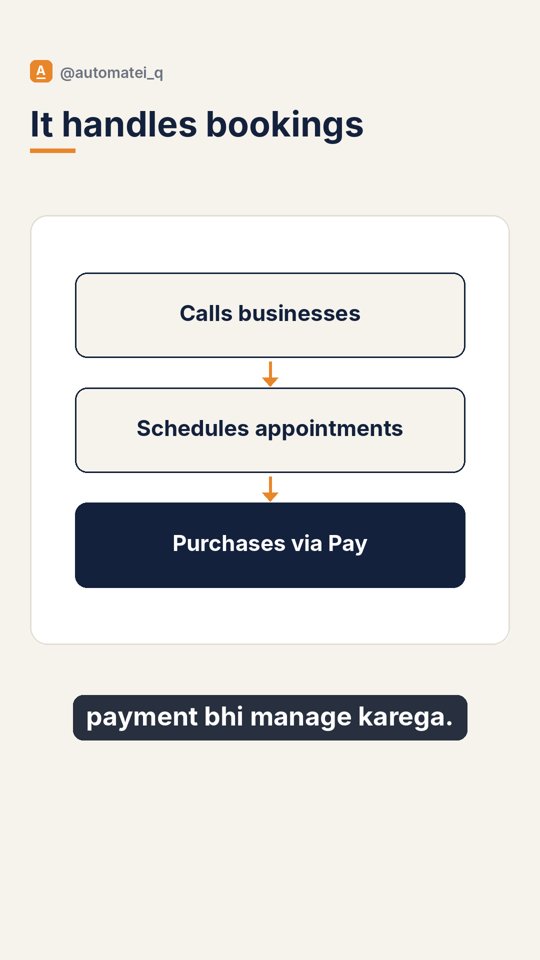 A
@automatei_q
It handles bookings
Calls businesses
Schedules appointments
Purchases via Pay
payment bhi manage karega.